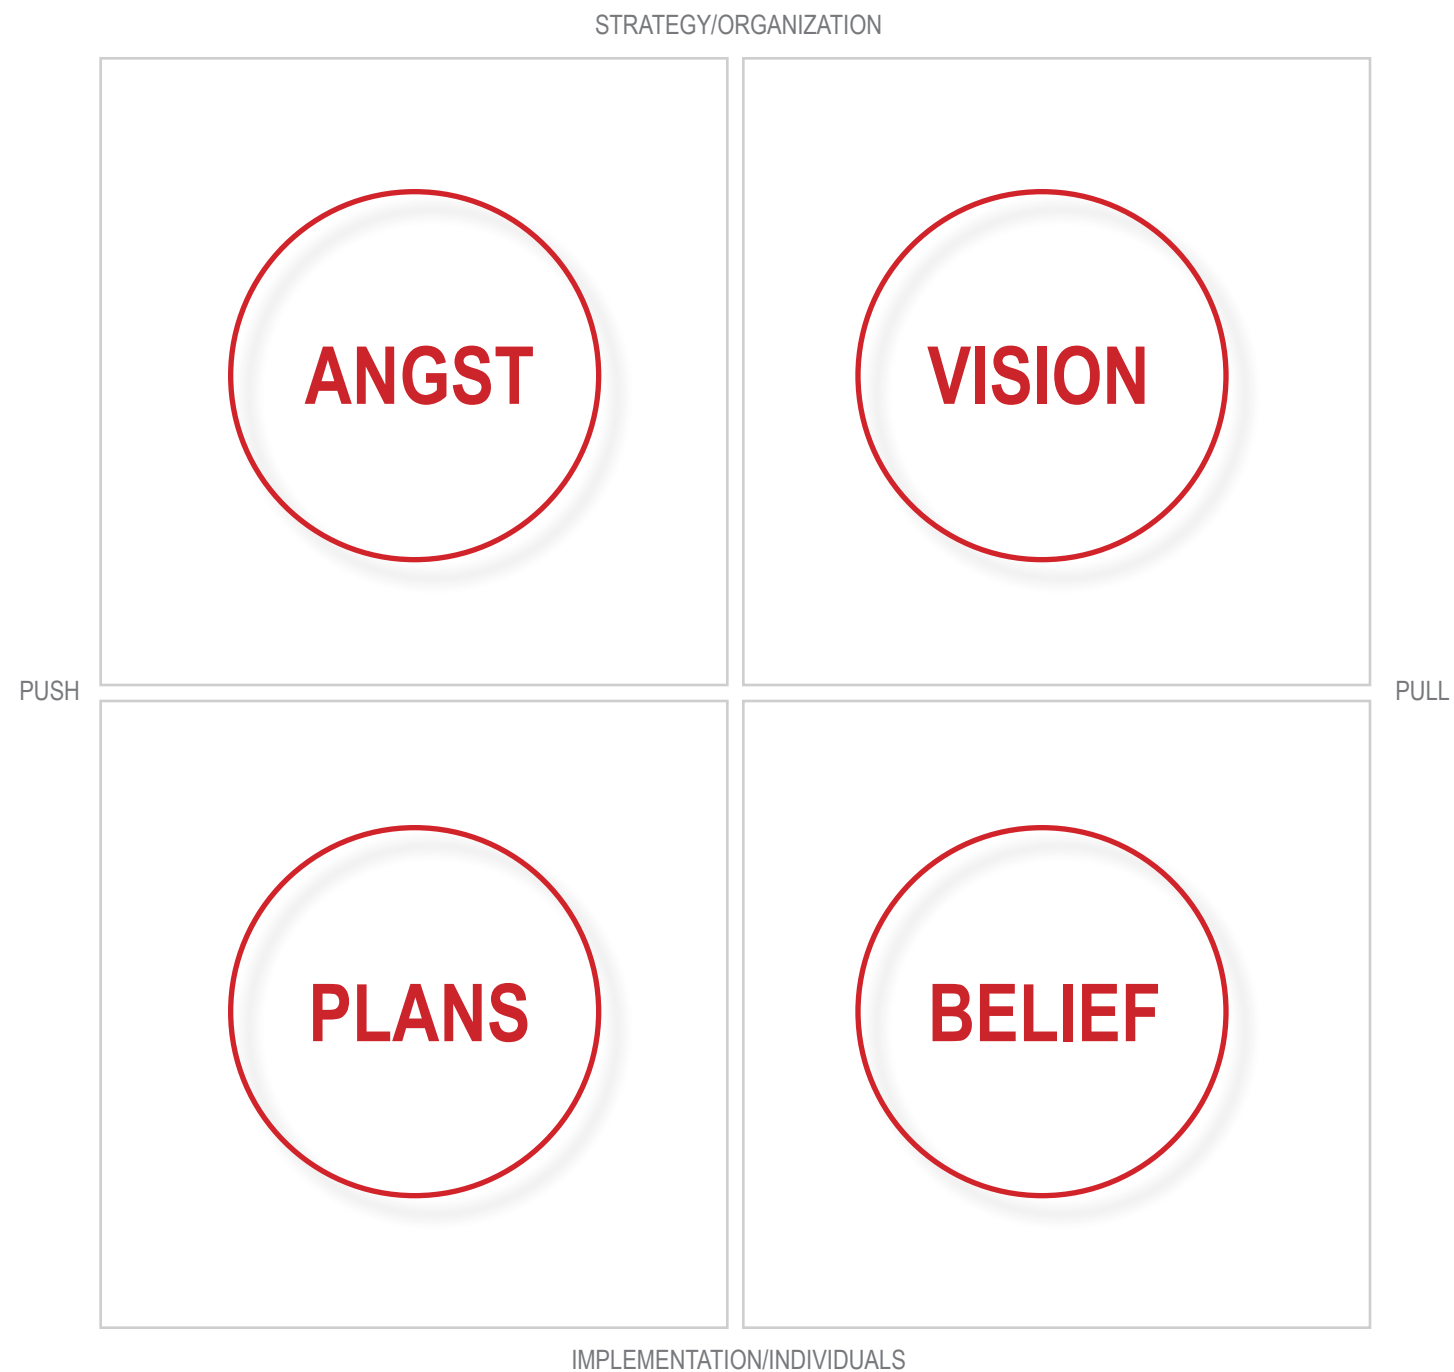 STRATEGY/ORGANIZATION
ANGST
VISION
PUSH
PULL
PLANS
BELIEF
IMPLEMENTATION/INDIVIDUALS